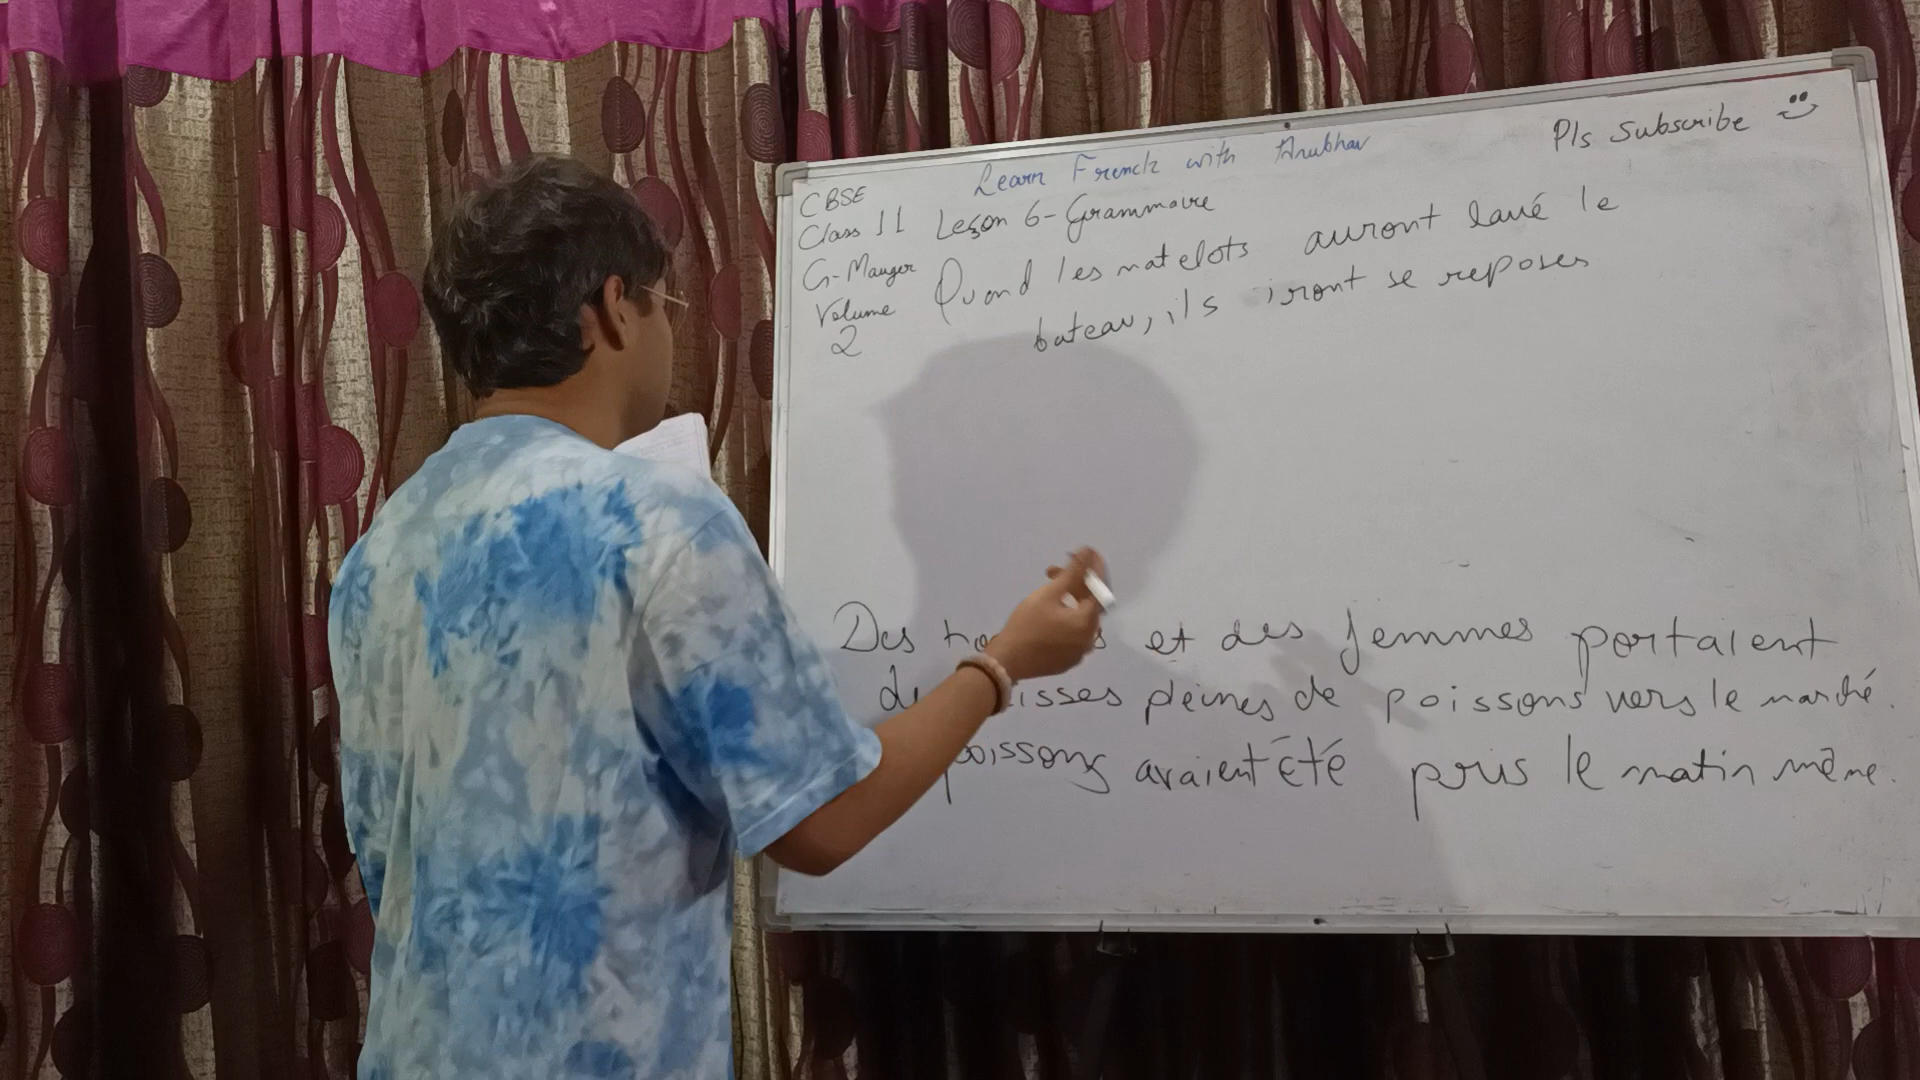 Learn French with Anubhav
Pls Subscribe
CBSE
Class 11
G-Mauger
Volume
2
Leçon 6-Grammaire
Quand les matelots auront lavé le
bateau, ils iront se reposer
Des et des femmes portaient
pleines de poissons vers le marché.
poissons avaient été pris le matin même.